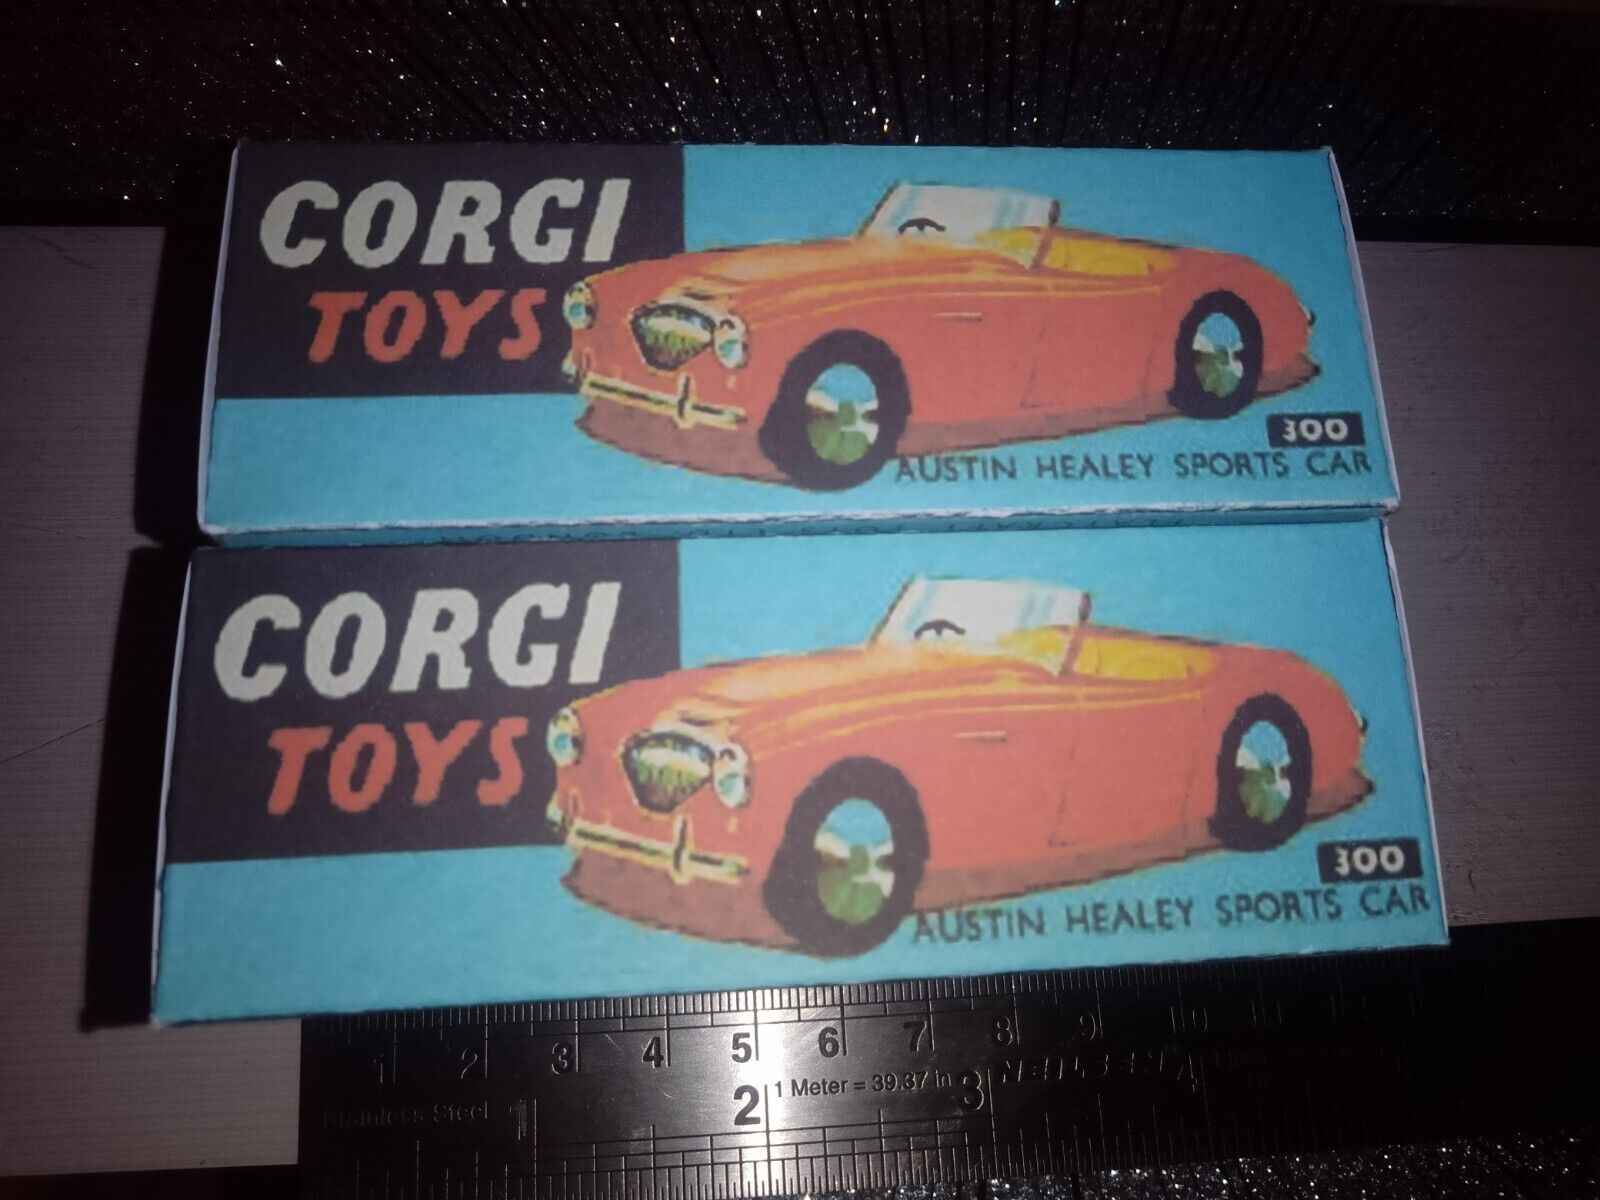 CORGI
TOYS
300
AUSTIN HEALEY SPORTS CAR
CORGI
TOYS
300
AUSTIN HEALEY SPORTS CAR
1 2 3 4 5 6 7 8 9 10
1 Meter = 39.37 in
Stainless Steel 1 2 3 4